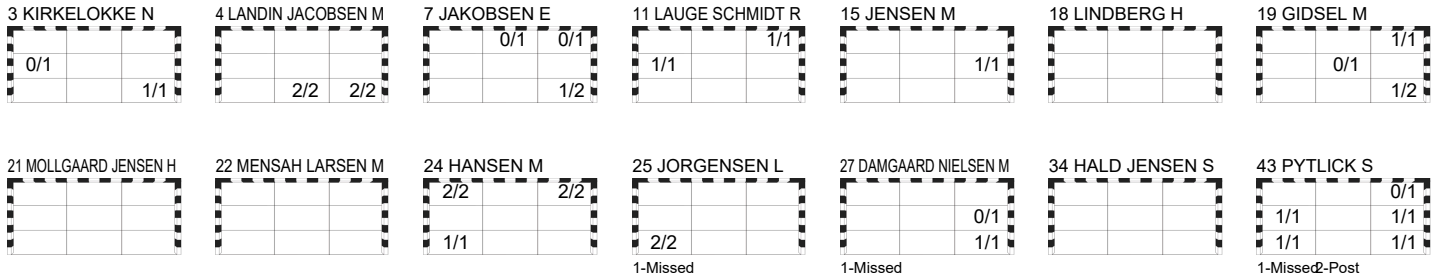 3 KIRKELOKKE N 4 LANDIN JACOBSEN M 7 JAKOBSEN E 11 LAUGE SCHMIDT R 15 JENSEN M 18 LINDBERG H 19 GIDSEL M
0/1 0/1 1/1 1/1
0/1 1/1 1/1 0/1
1/1 2/2 2/2 1/2 1/2
21 MOLLGAARD JENSEN H 22 MENSAH LARSEN M 24 HANSEN M 25 JORGENSEN L 27 DAMGAARD NIELSEN M 34 HALD JENSEN S 43 PYTLICK S
2/2 2/2 0/1
0/1 1/1 1/1
1/1 2/2 1/1 1/1 1/1
1-Missed 1-Missed 1-Missed 2-Post